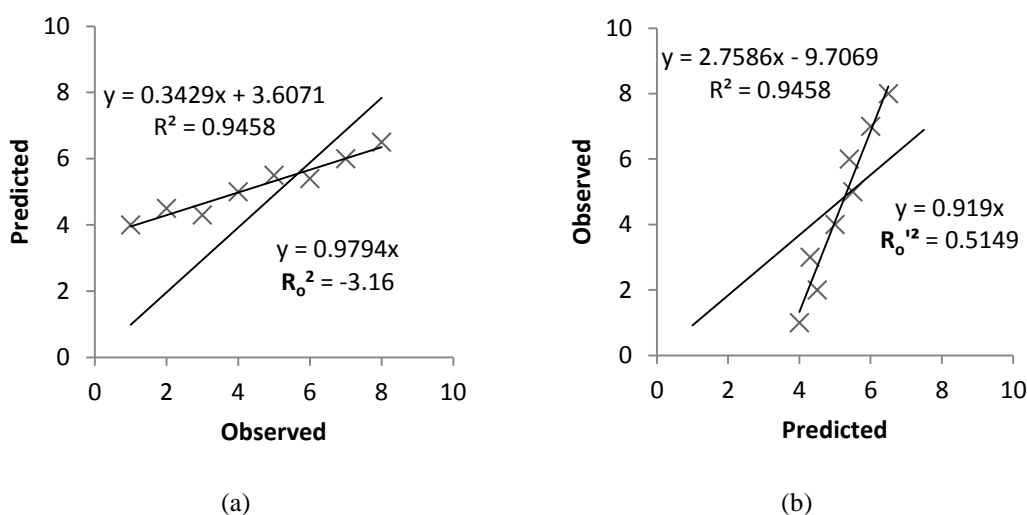 10
8
6
4
2
0
0 2 4 6 8 10
Predicted
Observed
y = 0.3429x + 3.6071
R² = 0.9458
y = 0.9794x
Rₒ² = -3.16
(a)
10
8
6
4
2
0
0 2 4 6 8 10
Observed
Predicted
y = 2.7586x - 9.7069
R² = 0.9458
y = 0.919x
Rₒ'² = 0.5149
(b)